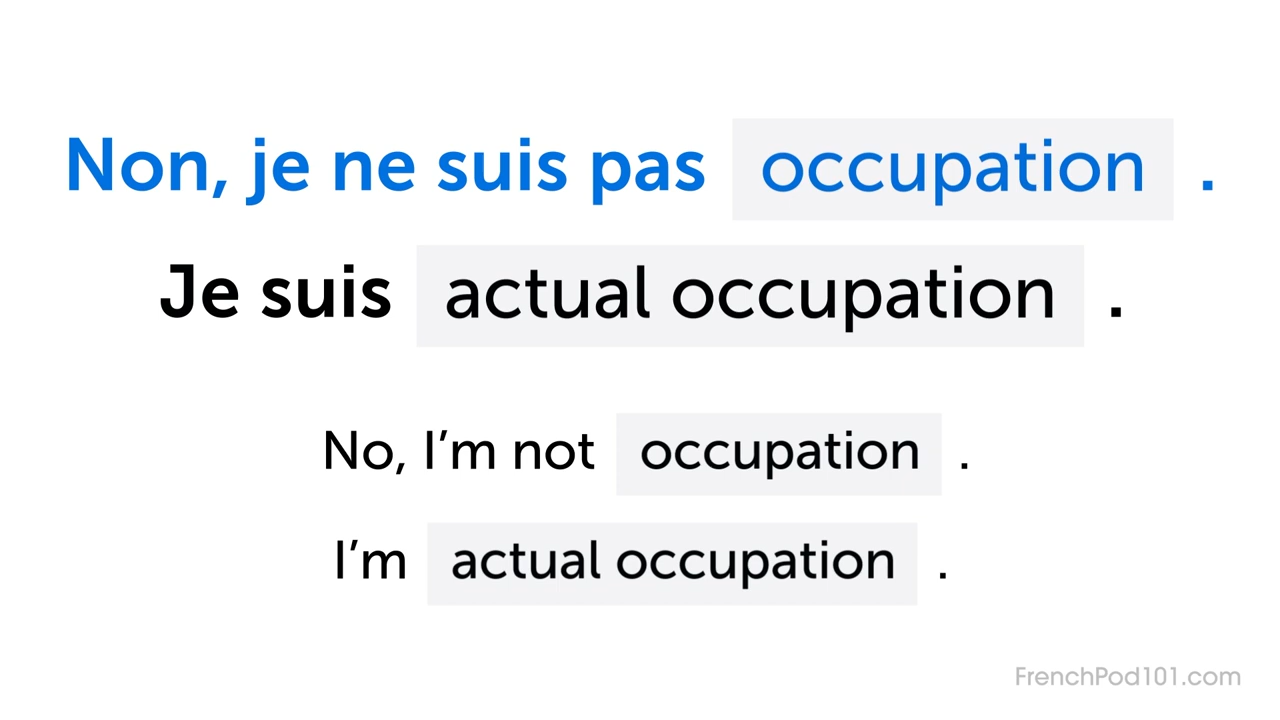 Non, je ne suis pas occupation .
Je suis actual occupation .
No, I’m not occupation .
I’m actual occupation .
FrenchPod101.com